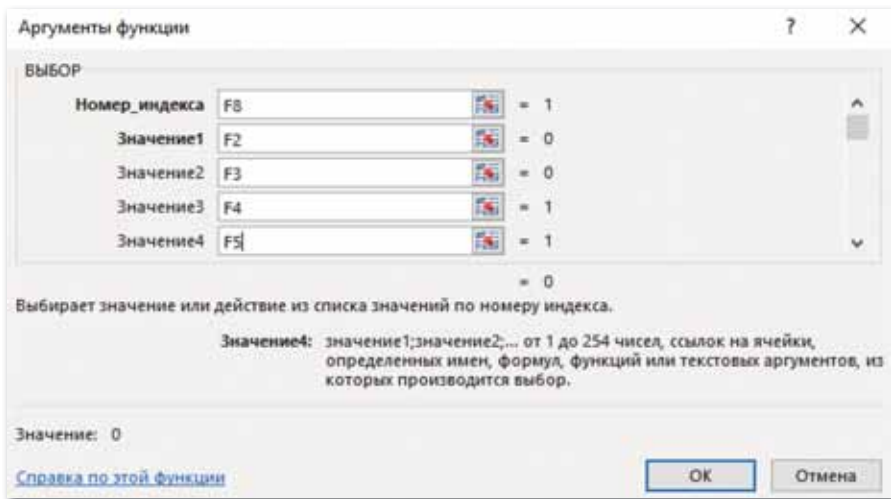 Аргументы функции ? ×
ВЫБОР
Номер_индекса F8 = 1
Значение1 F2 = 0
Значение2 F3 = 0
Значение3 F4 = 1
Значение4 F5 = 1
= 0
Выбирает значение или действие из списка значений по номеру индекса.
Значение4: значение1;значение2;... от 1 до 254 чисел, ссылок на ячейки,
определенных имен, формул, функций или текстовых аргументов, из
которых производится выбор.
Значение: 0
Справка по этой функции ОК Отмена